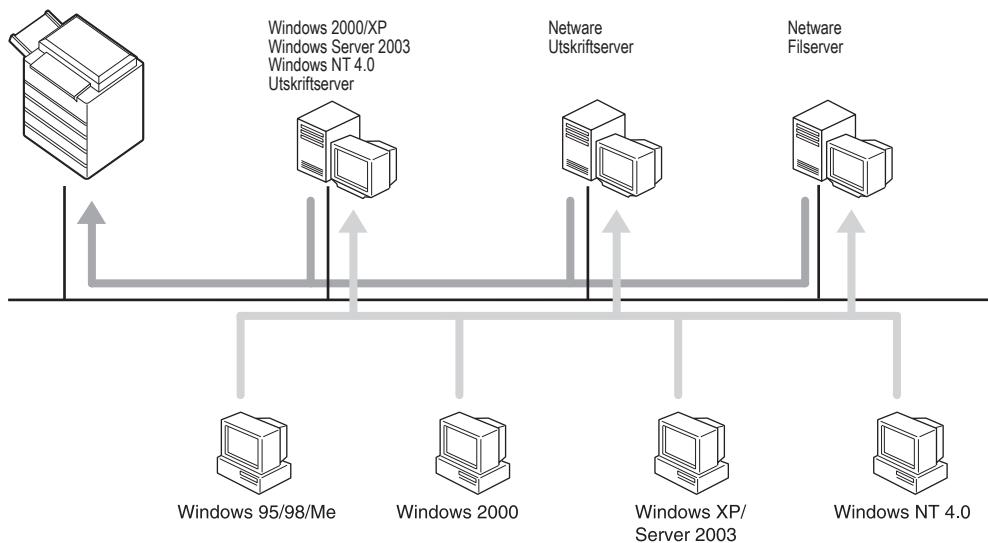 Windows 2000/XP
Windows Server 2003
Windows NT 4.0
Utskriftserver
Netware
Utskriftserver
Netware
Filserver
Windows 95/98/Me
Windows 2000
Windows XP/
Server 2003
Windows NT 4.0